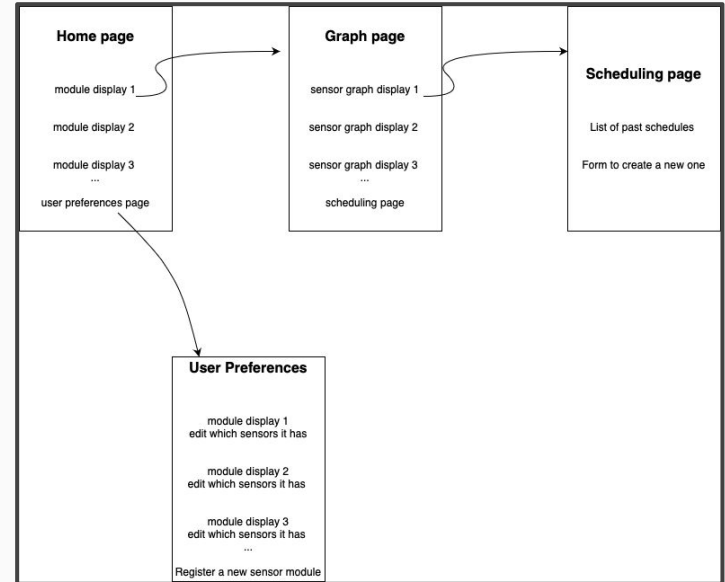 Home page
module display 1
module display 2
module display 3
...
user preferences page
Graph page
sensor graph display 1
sensor graph display 2
sensor graph display 3
...
scheduling page
Scheduling page
List of past schedules
Form to create a new one
User Preferences
module display 1
edit which sensors it has
module display 2
edit which sensors it has
module display 3
edit which sensors it has
...
Register a new sensor module